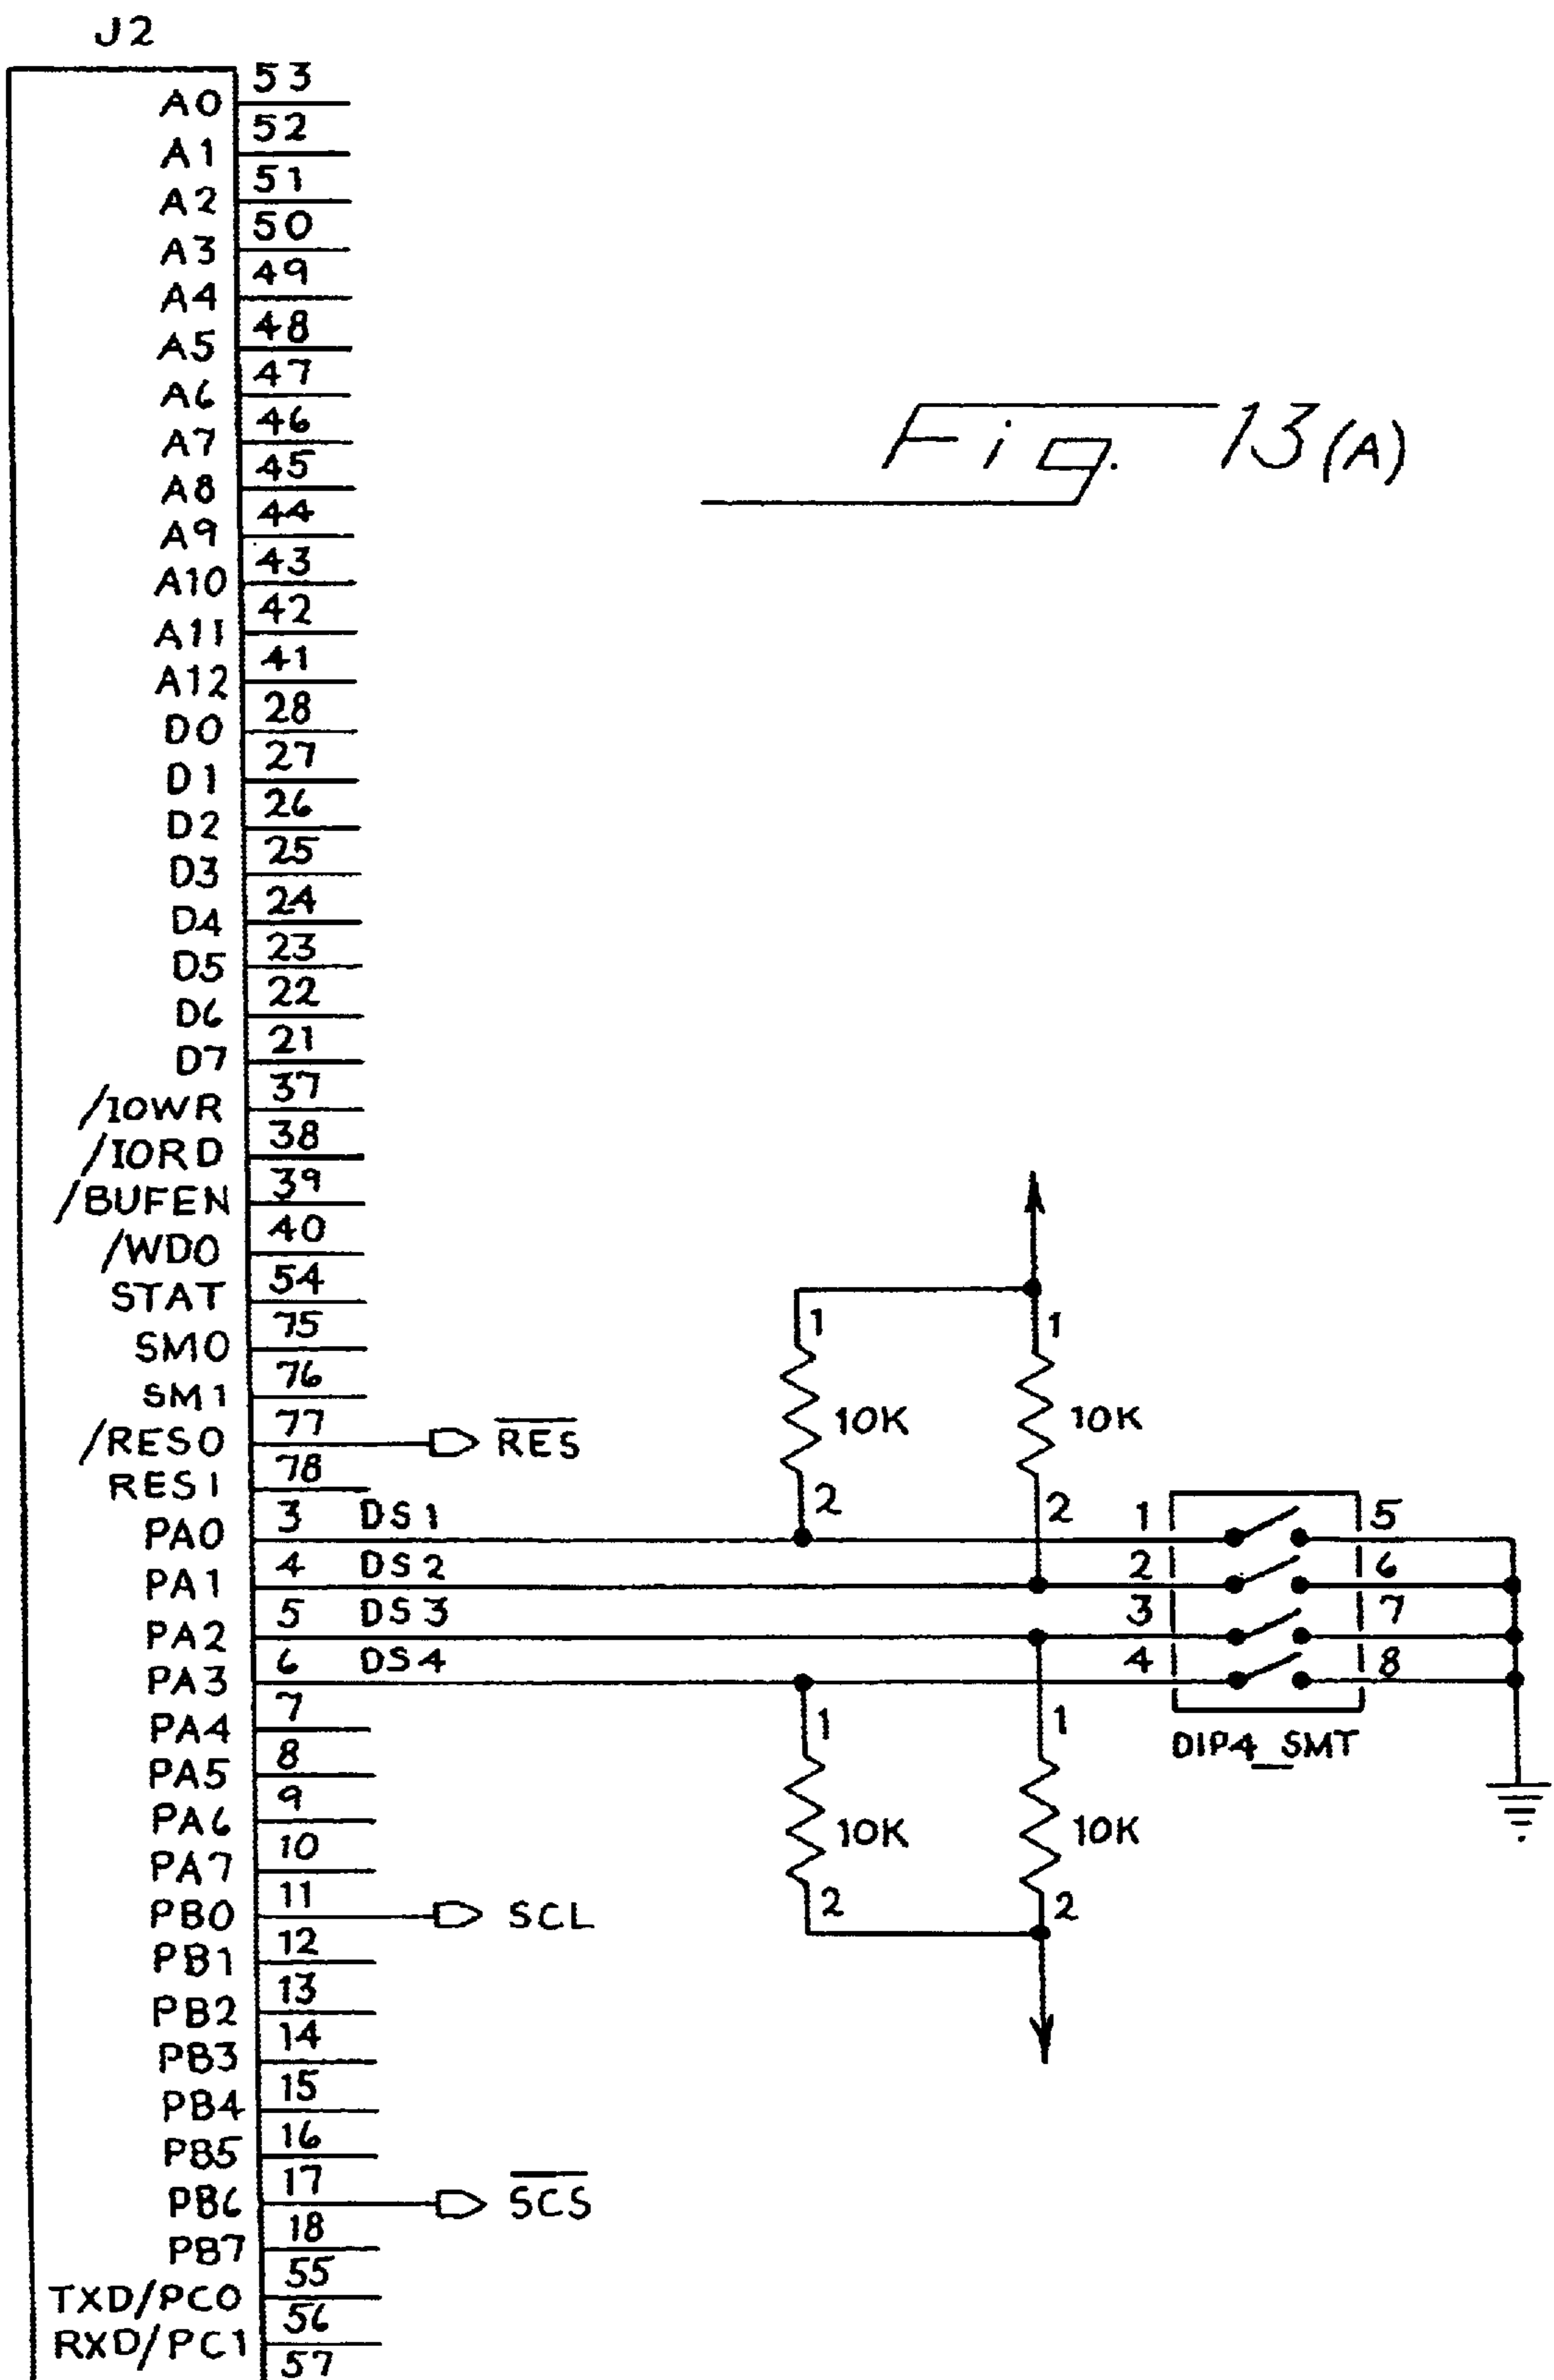 J2
A0 53
A1 52
A2 51
A3 50
A4 49
A5 48
A6 47
A7 46
A8 45
A9 44
A10 43
A11 42
A12 41
D0 28
D1 27
D2 26
D3 25
D4 24
D5 23
D6 22
D7 21
/IOWR 37
/IORD 38
/BUFEN 39
/WDO 40
STAT 54
SM0 75
SM1 76
/RES0 77 RES
RES1 78
PA0 3 DS1
PA1 4 DS2
PA2 5 DS3
PA3 6 DS4
PA4 7
PA5 8
PA6 9
PA7 10
PB0 11 SCL
PB1 12
PB2 13
PB3 14
PB4 15
PB5 16
PB6 17 SCS
PB7 18
TXD/PC0 55
RXD/PC1 56
57
Fig. 13(A)
1 1
10K 10K
2 2
1 5
2 6
3 7
4 8
DIP4_SMT
1 1
10K 10K
2 2